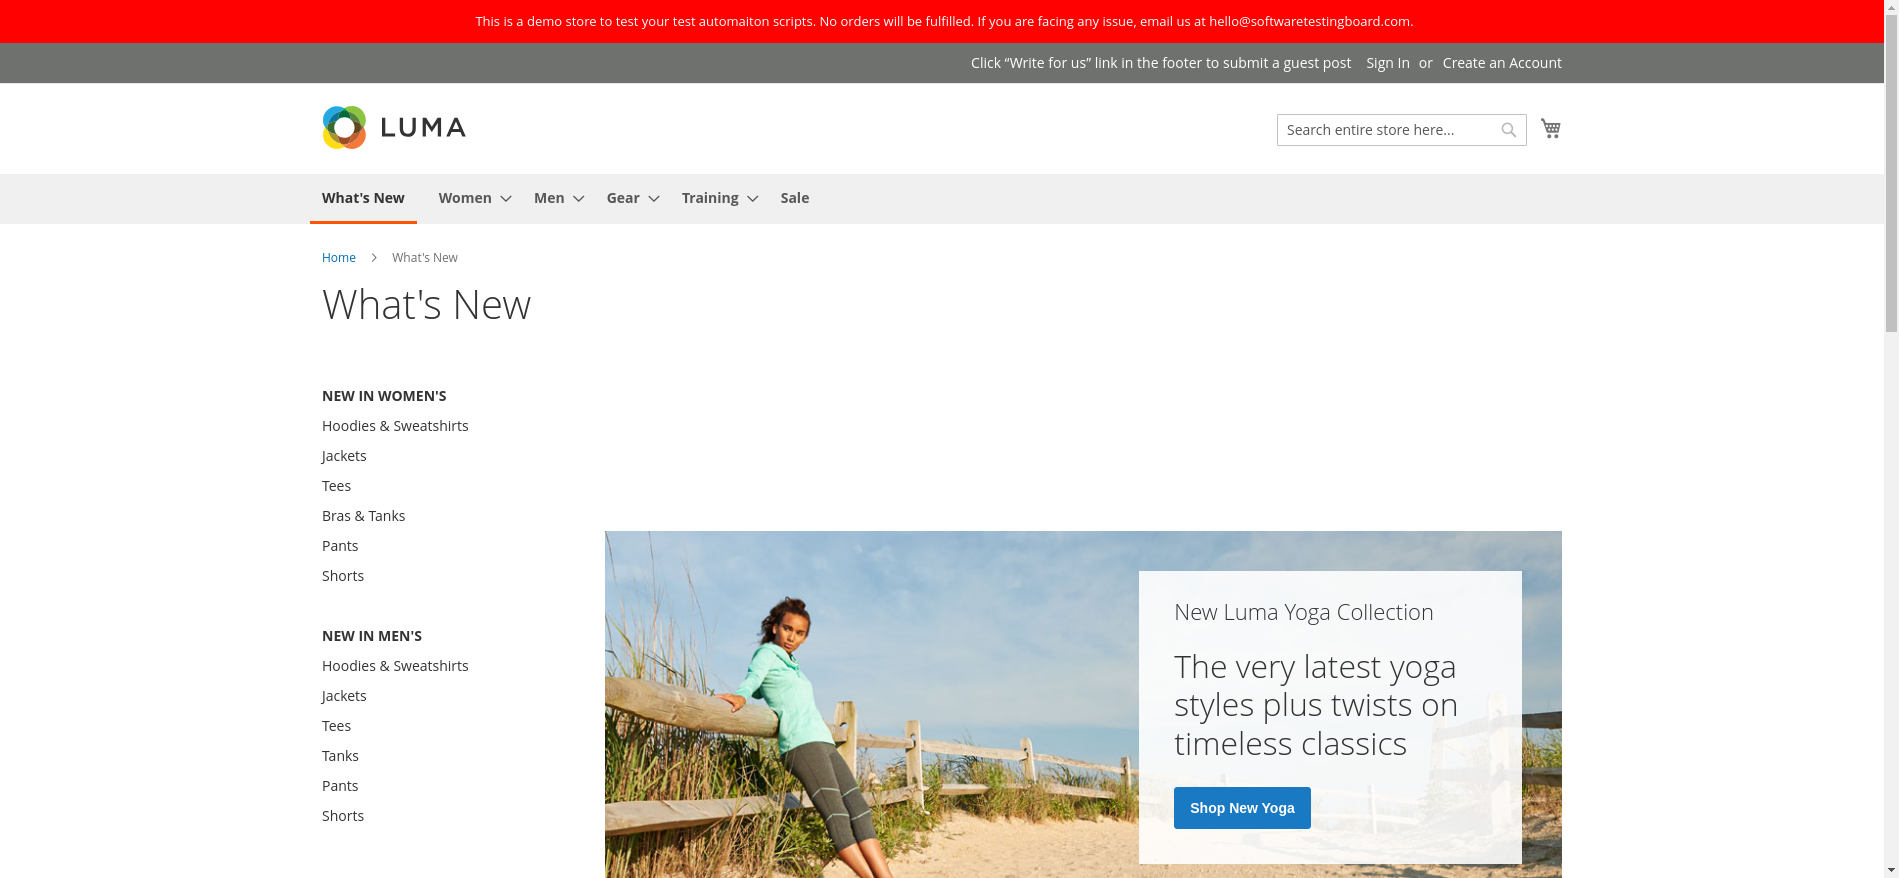 This is a demo store to test your test automaiton scripts. No orders will be fulfilled. If you are facing any issue, email us at hello@softwaretestingboard.com.
Click “Write for us” link in the footer to submit a guest post Sign In or Create an Account
LUMA
Search entire store here...
What's New Women Men Gear Training Sale
Home What's New
What's New
NEW IN WOMEN'S
Hoodies & Sweatshirts
Jackets
Tees
Bras & Tanks
Pants
Shorts
NEW IN MEN'S
Hoodies & Sweatshirts
Jackets
Tees
Tanks
Pants
Shorts
New Luma Yoga Collection
The very latest yoga
styles plus twists on
timeless classics
Shop New Yoga